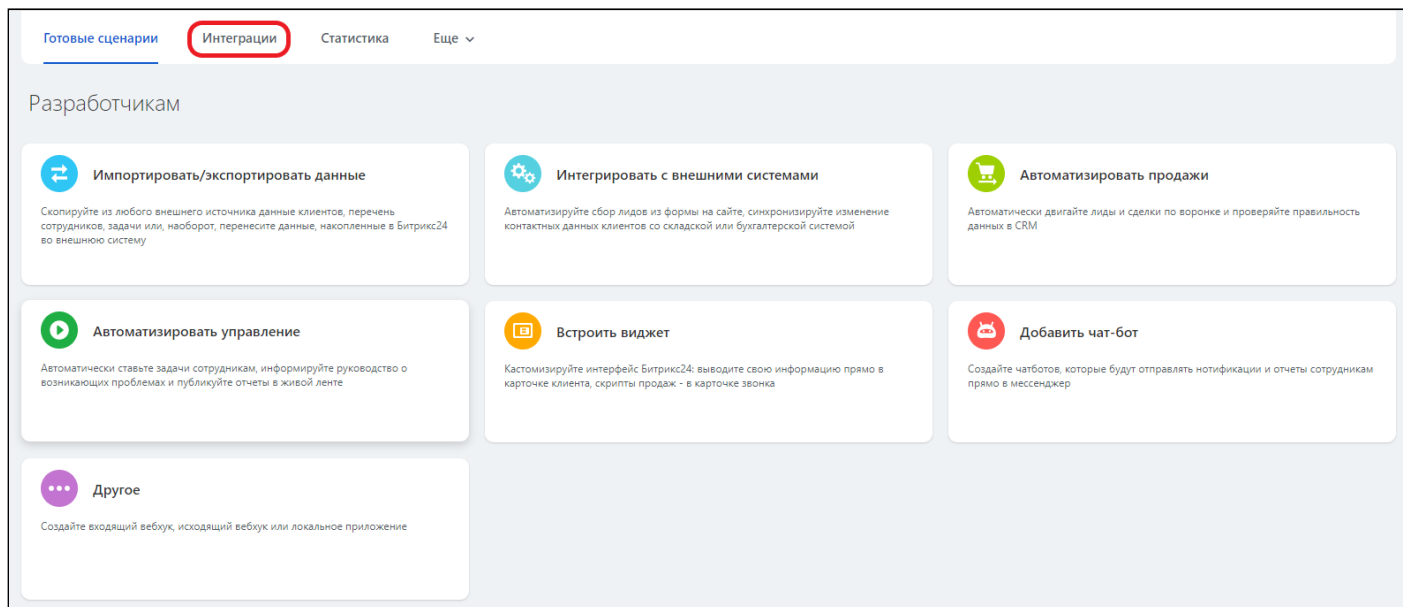 Готовые сценарии
Интеграции
Статистика
Еще
Разработчикам
Импортировать/экспортировать данные
Скопируйте из любого внешнего источника данные клиентов, перечень
сотрудников, задачи или, наоборот, перенесите данные, накопленные в Битрикс24
во внешнюю систему
Интегрировать с внешними системами
Автоматизируйте сбор лидов из формы на сайте, синхронизируйте изменение
контактных данных клиентов со складской или бухгалтерской системой
Автоматизировать продажи
Автоматически двигайте лиды и сделки по воронке и проверяйте правильность
данных в CRM
Автоматизировать управление
Автоматически ставьте задачи сотрудникам, информируйте руководство о
возникающих проблемах и публикуйте отчеты в живой ленте
Встроить виджет
Кастомизируйте интерфейс Битрикс24: выводите свою информацию прямо в
карточке клиента, скрипты продаж - в карточке звонка
Добавить чат-бот
Создайте чатботов, которые будут отправлять нотификации и отчеты сотрудникам
прямо в мессенджер
Другое
Создайте входящий вебхук, исходящий вебхук или локальное приложение